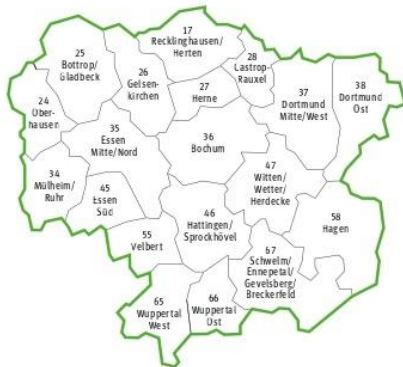 17
Recklinghausen/
Herten
25
Bottrop/
Gladbeck
26
Gelsen-
kirchen
28
Castrop-
Rauxel
27
Herne
37
Dortmund
Mitte/West
38
Dortmund
Ost
24
Ober-
hausen
35
Essen
Mitte/Nord
36
Bochum
34
Mülheim/
Ruhr
45
Essen
Süd
47
Witten/
Wetter/
Herdecke
46
Hattingen/
Sprockhövel
58
Hagen
55
Velbert
67
Schwelm/
Ennepetal/
Gevelsberg/
Breckerfeld
65
Wuppertal
West
66
Wuppertal
Ost